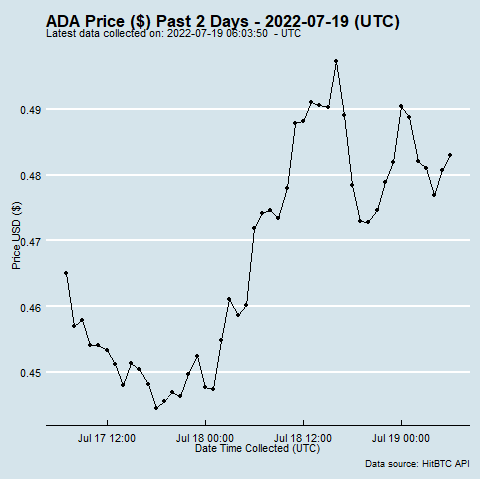 ADA Price ($) Past 2 Days - 2022-07-19 (UTC)
Latest data collected on: 2022-07-19 06:03:50 - UTC
0.49
0.48
0.47
0.46
0.45
Price USD ($)
Jul 17 12:00 Jul 18 00:00 Jul 18 12:00 Jul 19 00:00
Date Time Collected (UTC)
Data source: HitBTC API